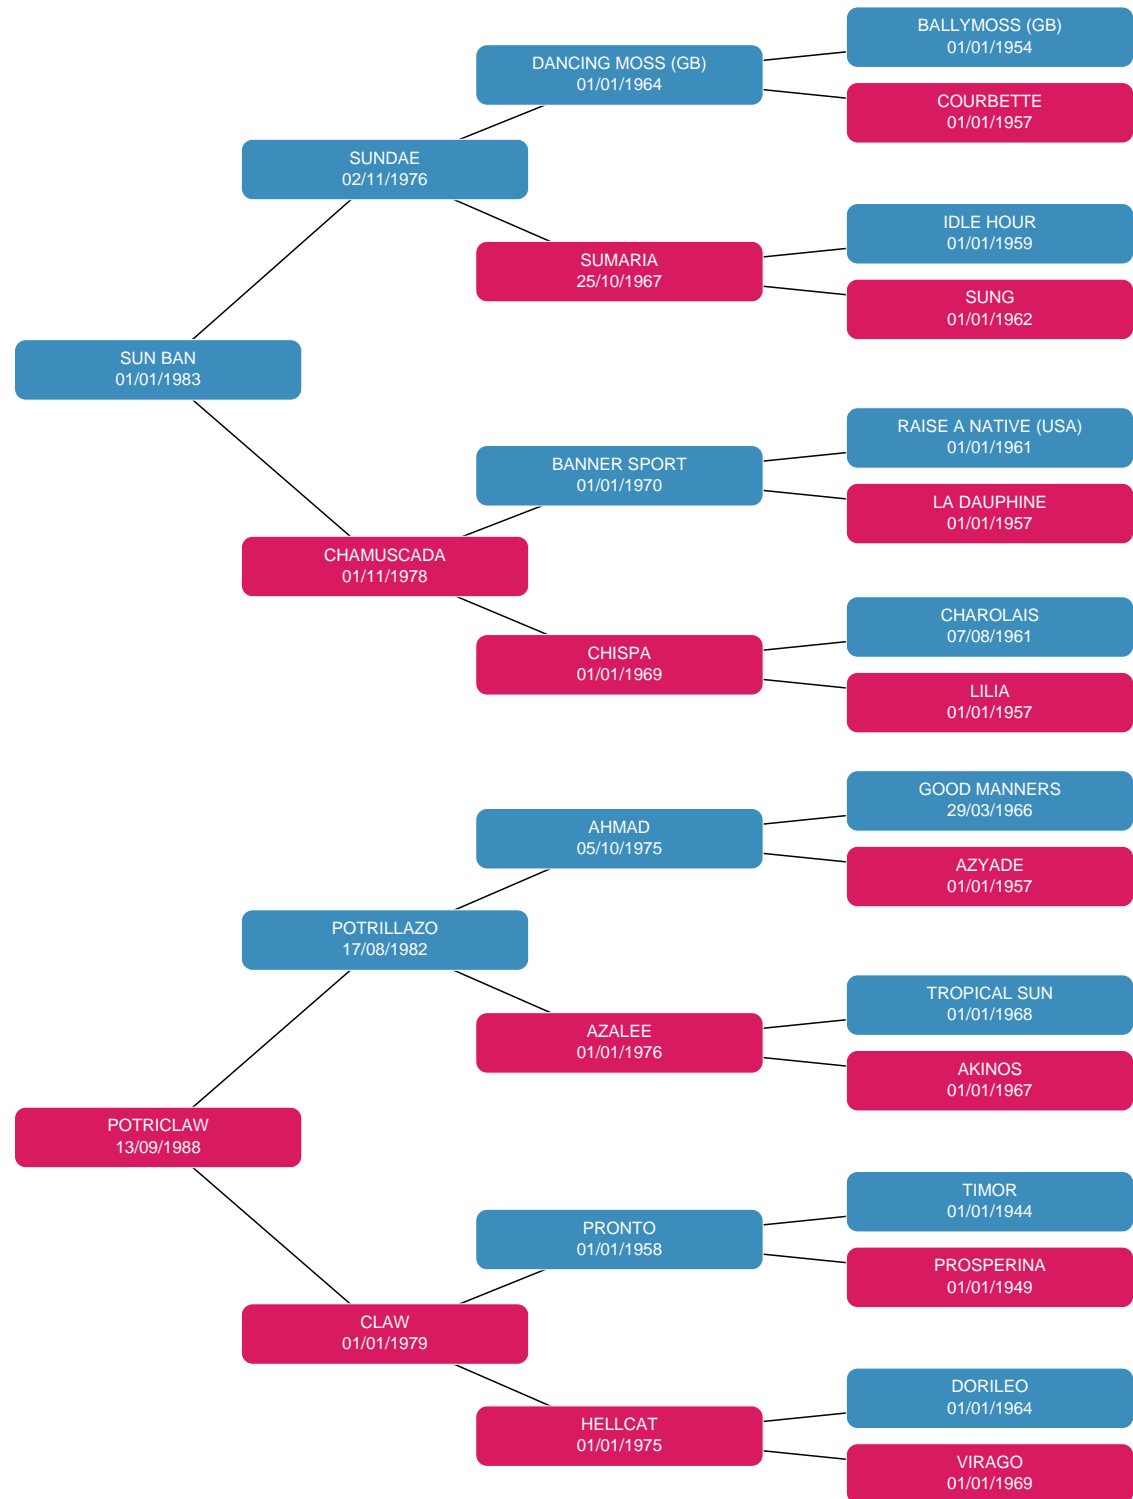 BALLYMOSS (GB)
01/01/1954
DANCING MOSS (GB)
01/01/1964
COURBETTE
01/01/1957
SUNDAE
02/11/1976
IDLE HOUR
01/01/1959
SUMARIA
25/10/1967
SUNG
01/01/1962
SUN BAN
01/01/1983
RAISE A NATIVE (USA)
01/01/1961
BANNER SPORT
01/01/1970
LA DAUPHINE
01/01/1957
CHAMUSCADA
01/11/1978
CHAROLAIS
07/08/1961
CHISPA
01/01/1969
LILIA
01/01/1957
GOOD MANNERS
29/03/1966
AHMAD
05/10/1975
AZYADE
01/01/1957
POTRILLAZO
17/08/1982
TROPICAL SUN
01/01/1968
AZALEE
01/01/1976
AKINOS
01/01/1967
POTRICLAW
13/09/1988
TIMOR
01/01/1944
PRONTO
01/01/1958
PROSPERINA
01/01/1949
CLAW
01/01/1979
DORILEO
01/01/1964
HELLCAT
01/01/1975
VIRAGO
01/01/1969